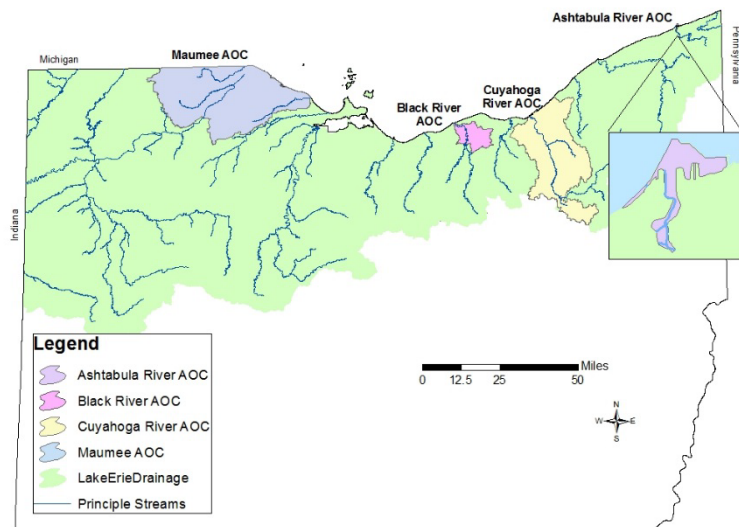 Ashtabula River AOC
Michigan
Maumee AOC
Pennsylvania
Cuyahoga
River AOC
Black River
AOC
Indiana
Legend
Ashtabula River AOC
Black River AOC
Cuyahoga River AOC
Maumee AOC
LakeErieDrainage
Principle Streams
Miles
0 12.5 25 50
N
W E
S